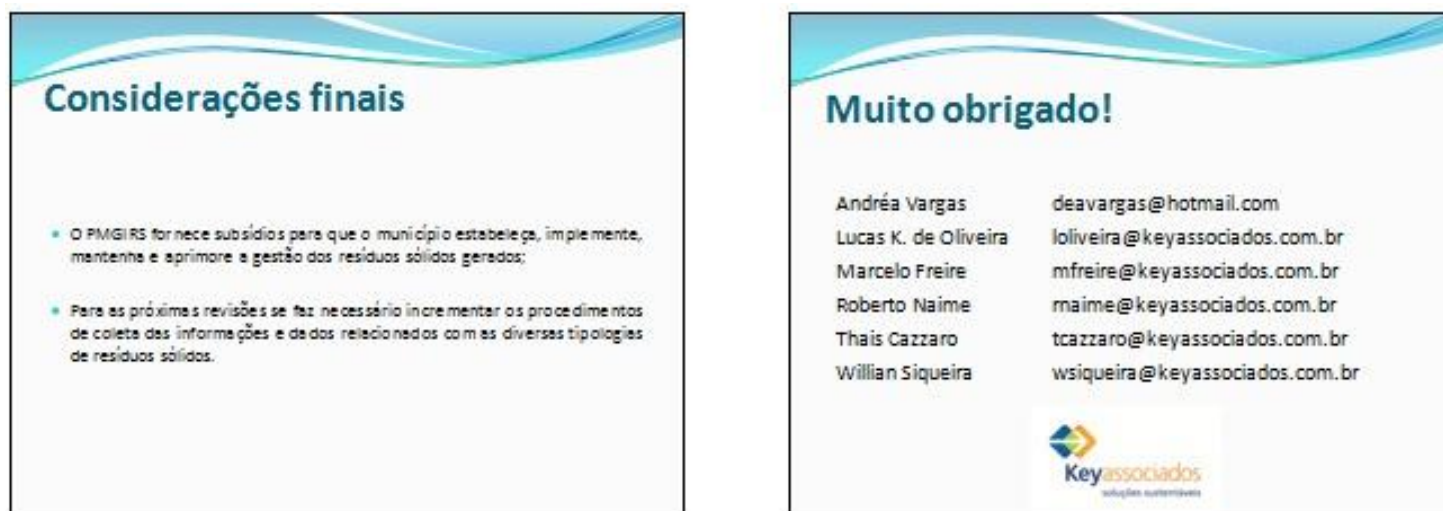 Considerações finais
O PMGIRS fornece subsídios para que o município estabeleça, implemente,
mantenha e aprimore a gestão dos resíduos sólidos gerados;
Para as próximas revisões se faz necessário incrementar os procedimentos
de coleta das informações e dados relacionados com as diversas tipologias
de resíduos sólidos.
Muito obrigado!
Andréa Vargas deavargas@hotmail.com
Lucas K. de Oliveira loliveira@keyassociados.com.br
Marcelo Freire mfreire@keyassociados.com.br
Roberto Naime rnaime@keyassociados.com.br
Thais Cazzaro tcazzaro@keyassociados.com.br
Willian Siqueira wsiqueira@keyassociados.com.br
Keyassociados
soluções sustentáveis